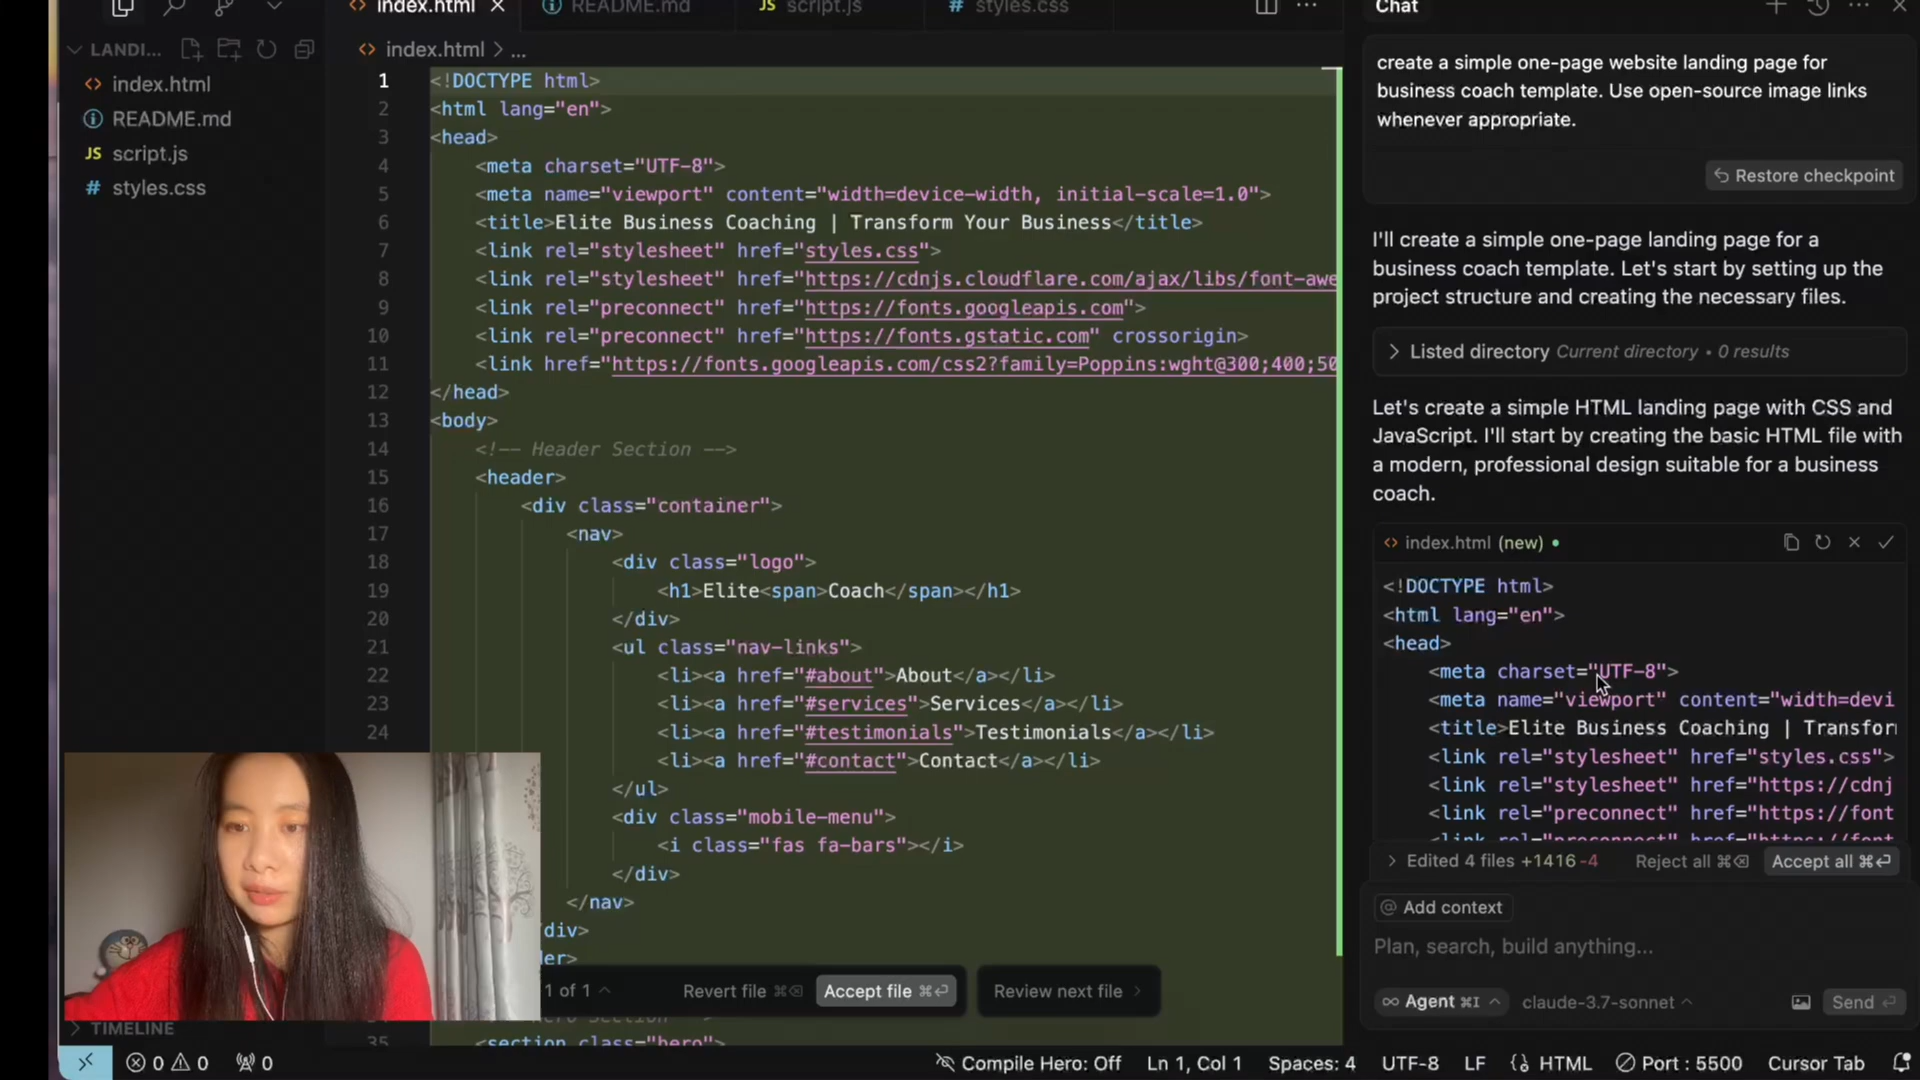 index.html
README.md
script.js
styles.css
Chat
LANDI...
index.html
README.md
script.js
styles.css
TIMELINE
index.html > ...
1 <!DOCTYPE html>
2 <html lang="en">
3 <head>
4 <meta charset="UTF-8">
5 <meta name="viewport" content="width=device-width, initial-scale=1.0">
6 <title>Elite Business Coaching | Transform Your Business</title>
7 <link rel="stylesheet" href="styles.css">
8 <link rel="stylesheet" href="https://cdnjs.cloudflare.com/ajax/libs/font-awe
9 <link rel="preconnect" href="https://fonts.googleapis.com">
10 <link rel="preconnect" href="https://fonts.gstatic.com" crossorigin>
11 <link href="https://fonts.googleapis.com/css2?family=Poppins:wght@300;400;50
12 </head>
13 <body>
14 <!-- Header Section -->
15 <header>
16 <div class="container">
17 <nav>
18 <div class="logo">
19 <h1>Elite<span>Coach</span></h1>
20 </div>
21 <ul class="nav-links">
22 <li><a href="#about">About</a></li>
23 <li><a href="#services">Services</a></li>
24 <li><a href="#testimonials">Testimonials</a></li>
<li><a href="#contact">Contact</a></li>
</ul>
<div class="mobile-menu">
<i class="fas fa-bars"></i>
</div>
</nav>
div>
er>
1 of 1
Revert file ⌘⌫
Accept file ⌘⏎
Review next file >
35 <section class="hero">
create a simple one-page website landing page for
business coach template. Use open-source image links
whenever appropriate.
Restore checkpoint
I'll create a simple one-page landing page for a
business coach template. Let's start by setting up the
project structure and creating the necessary files.
Listed directory Current directory • 0 results
Let's create a simple HTML landing page with CSS and
JavaScript. I'll start by creating the basic HTML file with
a modern, professional design suitable for a business
coach.
index.html (new) •
<!DOCTYPE html>
<html lang="en">
<head>
<meta charset="UTF-8">
<meta name="viewport" content="width=devi
<title>Elite Business Coaching | Transfor
<link rel="stylesheet" href="styles.css">
<link rel="stylesheet" href="https://cdnj
<link rel="preconnect" href="https://font
<link rel="preconnect" href="https://font
Edited 4 files +1416 -4
Reject all ⌘⌫
Accept all ⌘⏎
@ Add context
Plan, search, build anything...
∞ Agent ⌘I
claude-3.7-sonnet
Send ⏎
0 0 0
Compile Hero: Off
Ln 1, Col 1
Spaces: 4
UTF-8
LF
{} HTML
Port : 5500
Cursor Tab